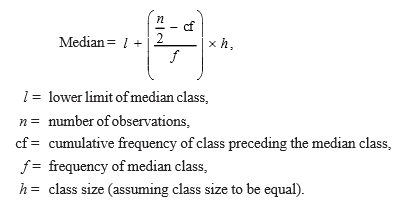 Median = l + ( (n/2 − cf) / f ) × h,
l = lower limit of median class,
n = number of observations,
cf = cumulative frequency of class preceding the median class,
f = frequency of median class,
h = class size (assuming class size to be equal).